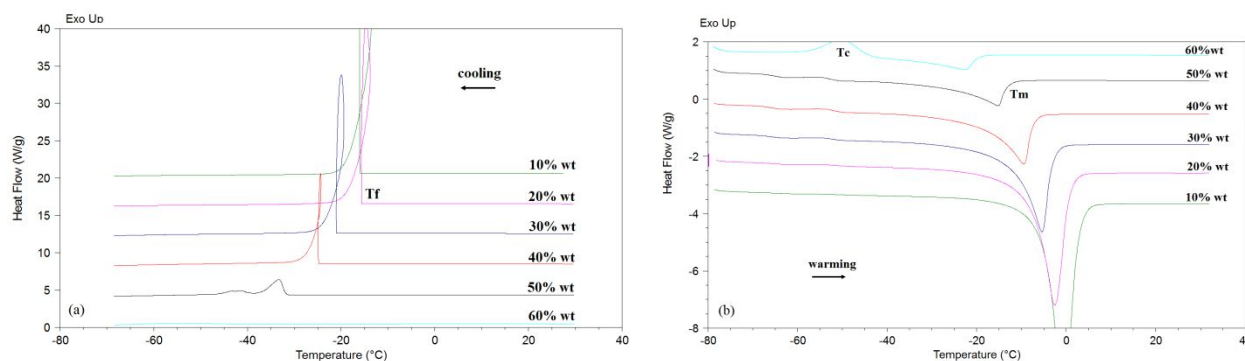 Exo Up
40
35
30
25
20
15
10
5
0
Heat Flow (W/g)
cooling
10% wt
Tf
20% wt
30% wt
40% wt
50% wt
60% wt
(a)
-80 -60 -40 -20 0 20 40
Temperature (°C)
Exo Up
2
0
-2
-4
-6
-8
Heat Flow (W/g)
Tc
60%wt
50% wt
Tm
40% wt
30% wt
20% wt
10% wt
warming
(b)
-80 -60 -40 -20 0 20 40
Temperature (°C)